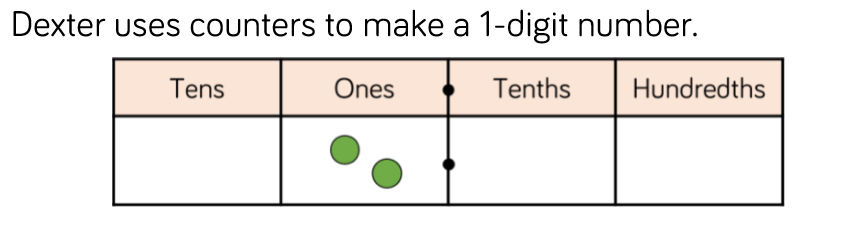 Dexter uses counters to make a 1-digit number.
Tens Ones Tenths Hundredths